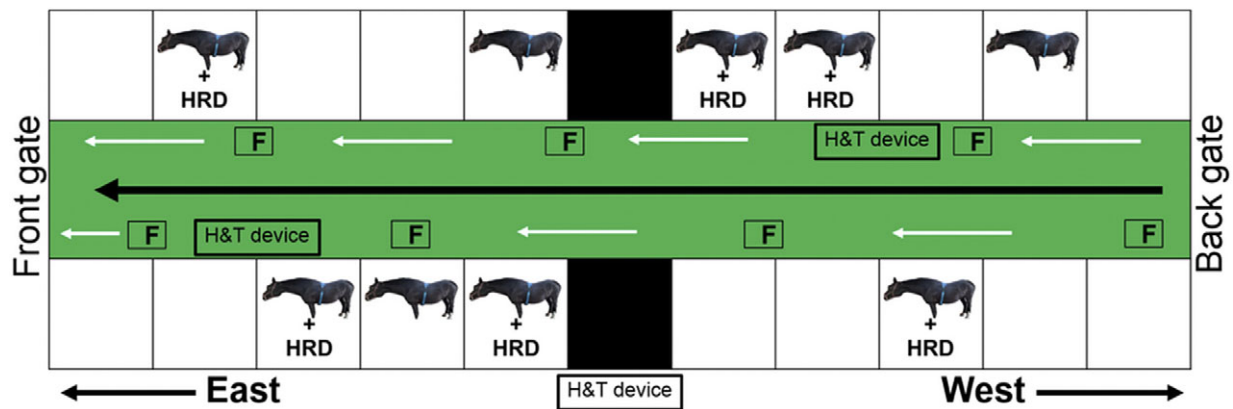 +
HRD
+
HRD
+
HRD
Front gate
F
F
H&T device
F
Back gate
F
H&T device
F
F
F
+
HRD
+
HRD
+
HRD
East
H&T device
West